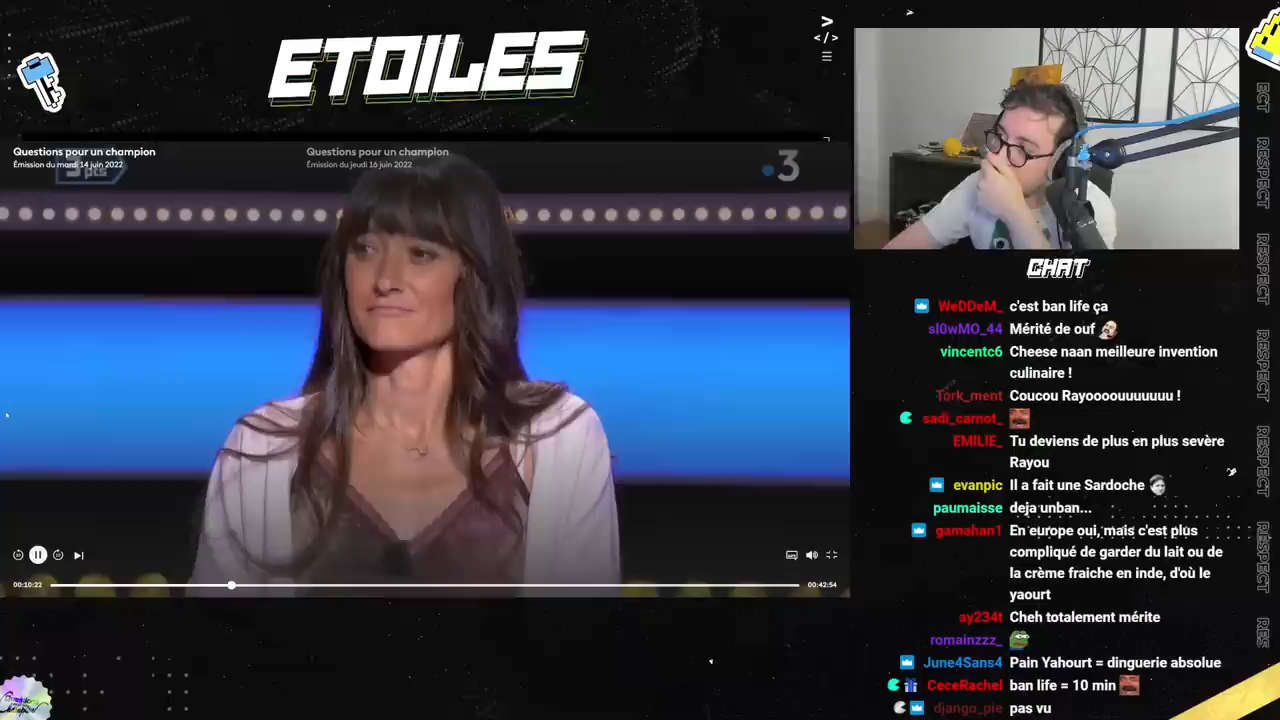 ETOILES
>
</>
Questions pour un champion
Émission du mardi 14 juin 2022
Questions pour un champion
Émission du jeudi 16 juin 2022
3 pts
3
00:10:22
00:42:54
CHAT
WeDDeM_ c'est ban life ça
sl0wMO_44 Mérité de ouf
vincentc6 Cheese naan meilleure invention
culinaire !
Tork_ment Coucou Rayoooouuuuuu !
sadi_carnot_
EMILIE_ Tu deviens de plus en plus sevère
Rayou
evanpic Il a fait une Sardoche
paumaisse deja unban...
gamahan1 En europe oui, mais c'est plus
compliqué de garder du lait ou de
la crème fraiche en inde, d'où le
yaourt
ay234t Cheh totalement mérite
romainzzz_
June4Sans4 Pain Yahourt = dinguerie absolue
CeceRachel ban life = 10 min
django_pie pas vu
ECT
RESPECT
RESPECT
RESPECT
RESPECT
RES